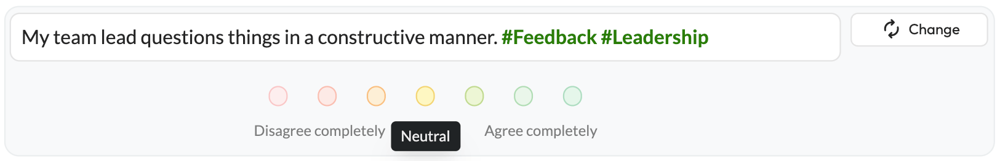 My team lead questions things in a constructive manner. #Feedback #Leadership
Change
Disagree completely
Neutral
Agree completely